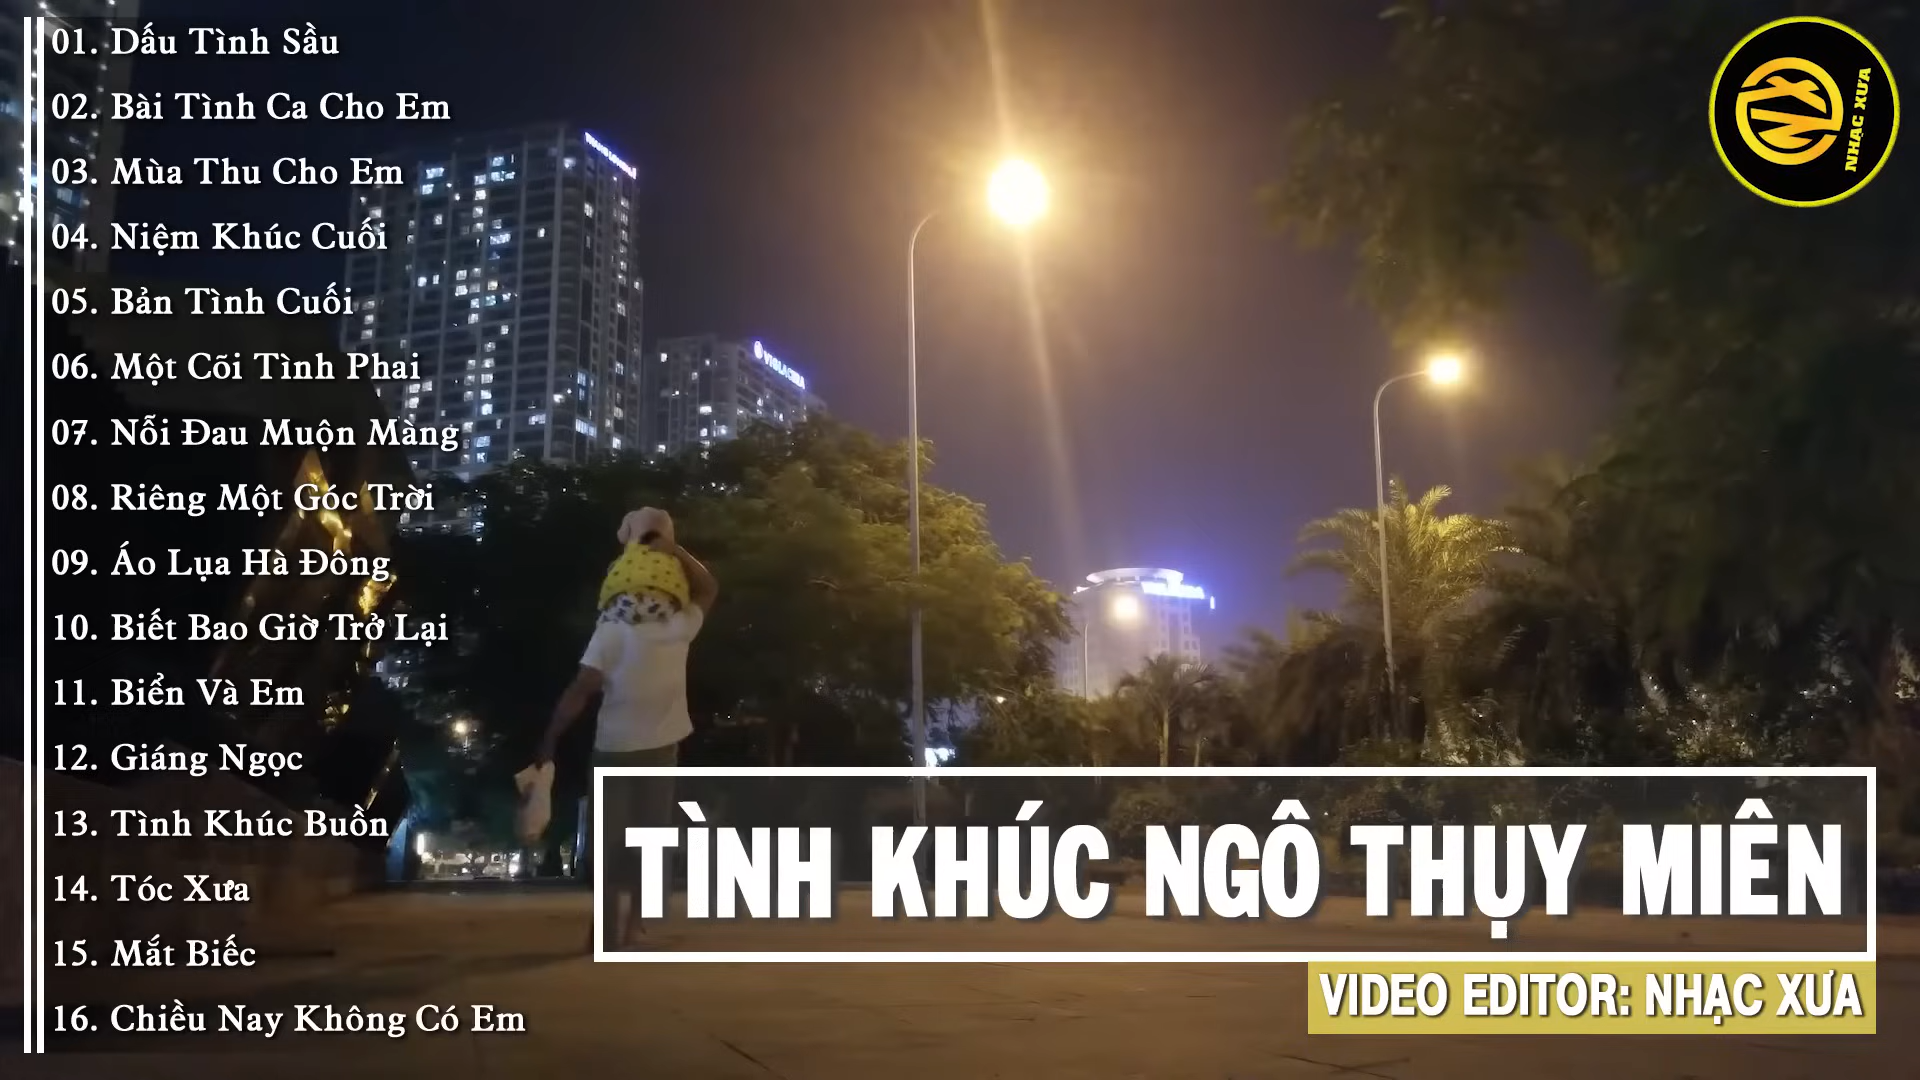 01. Dấu Tình Sầu
02. Bài Tình Ca Cho Em
03. Mùa Thu Cho Em
04. Niệm Khúc Cuối
05. Bản Tình Cuối
06. Một Cõi Tình Phai
07. Nỗi Đau Muộn Màng
08. Riêng Một Góc Trời
09. Áo Lụa Hà Đông
10. Biết Bao Giờ Trở Lại
11. Biển Và Em
12. Giáng Ngọc
13. Tình Khúc Buồn
14. Tóc Xưa
15. Mắt Biếc
16. Chiều Nay Không Có Em
NHẠC XƯA
VIGLACERA
TÌNH KHÚC NGÔ THỤY MIÊN
VIDEO EDITOR: NHẠC XƯA